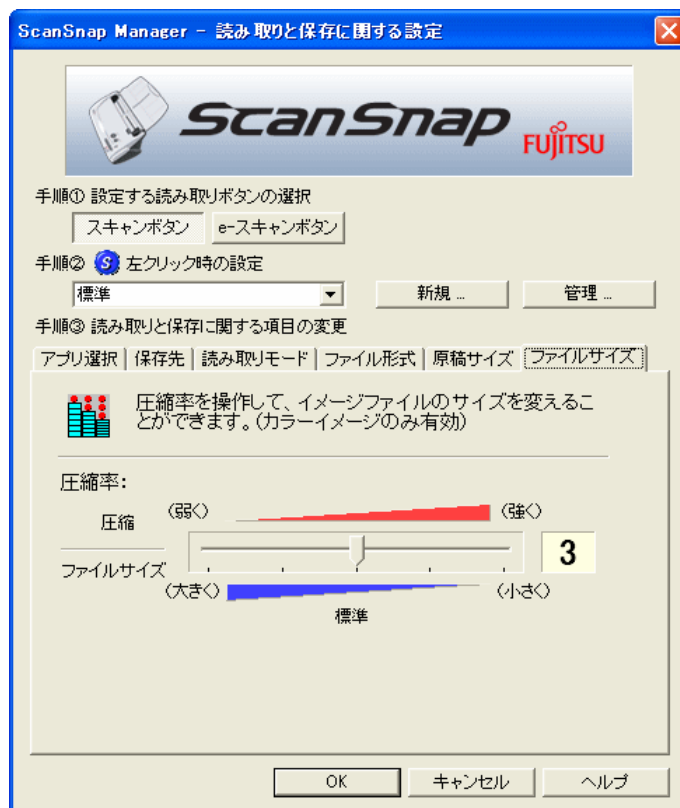 ScanSnap Manager - 読み取りと保存に関する設定
ScanSnap
FUJITSU
手順① 設定する読み取りボタンの選択
スキャンボタン e-スキャンボタン
手順② S 左クリック時の設定
標準 新規 ... 管理 ...
手順③ 読み取りと保存に関する項目の変更
アプリ選択 保存先 読み取りモード ファイル形式 原稿サイズ ファイルサイズ
圧縮率を操作して、イメージファイルのサイズを変えるこ
とができます。(カラーイメージのみ有効)
圧縮率:
圧縮 (弱く) (強く)
3
ファイルサイズ
(大きく) (小さく)
標準
OK キャンセル ヘルプ